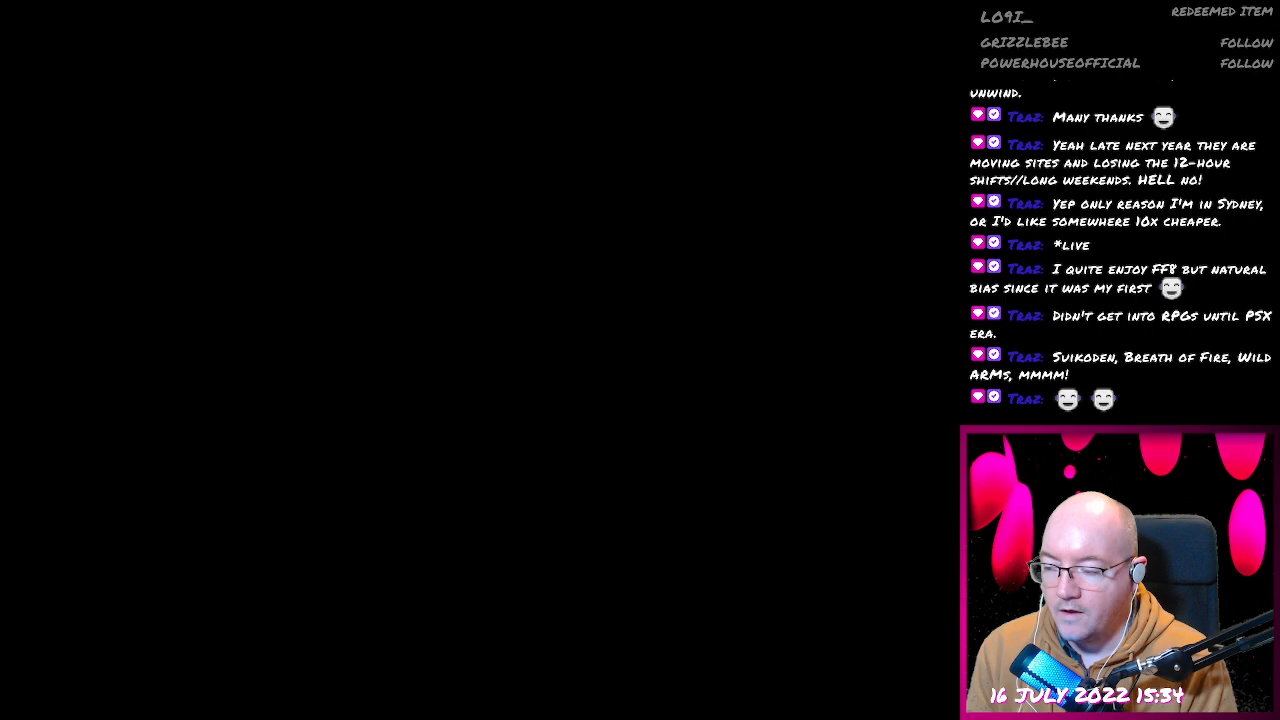 LO9I_ REDEEMED ITEM
GRIZZLEBEE FOLLOW
POWERHOUSEOFFICIAL FOLLOW
UNWIND.
TRAZ: MANY THANKS
TRAZ: YEAH LATE NEXT YEAR THEY ARE
MOVING SITES AND LOSING THE 12-HOUR
SHIFTS//LONG WEEKENDS. HELL NO!
TRAZ: YEP ONLY REASON I'M IN SYDNEY,
OR I'D LIKE SOMEWHERE 10X CHEAPER.
TRAZ: *LIVE
TRAZ: I QUITE ENJOY FF8 BUT NATURAL
BIAS SINCE IT WAS MY FIRST
TRAZ: DIDN'T GET INTO RPGS UNTIL PSX
ERA.
TRAZ: SUIKODEN, BREATH OF FIRE, WILD
ARMS, MMMM!
TRAZ:
16 JULY 2022 15:34